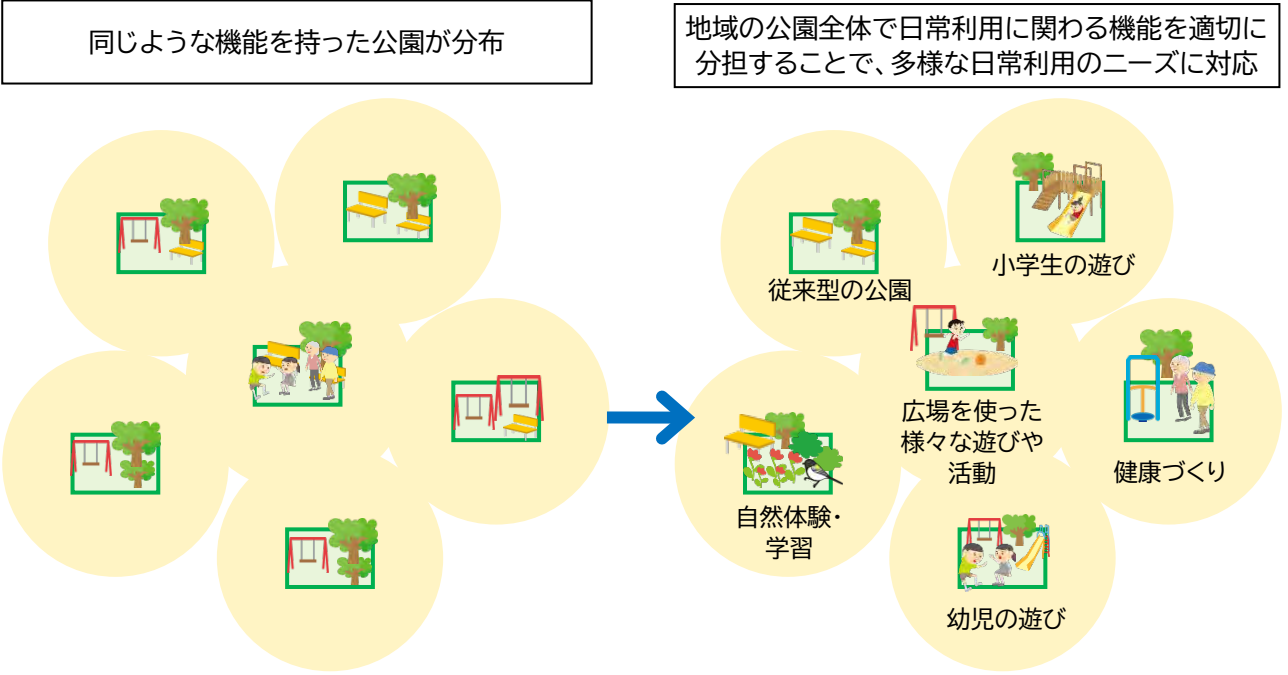 同じような機能を持った公園が分布
地域の公園全体で日常利用に関わる機能を適切に
分担することで、多様な日常利用のニーズに対応
小学生の遊び
従来型の公園
広場を使った
様々な遊びや
活動
健康づくり
自然体験・
学習
幼児の遊び